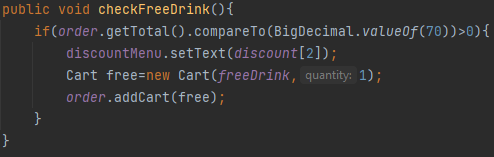 public void checkFreeDrink(){
if(order.getTotal().compareTo(BigDecimal.valueOf(70))>0){
discountMenu.setText(discount[2]);
Cart free=new Cart(freeDrink, quantity: 1);
order.addCart(free);
}
}